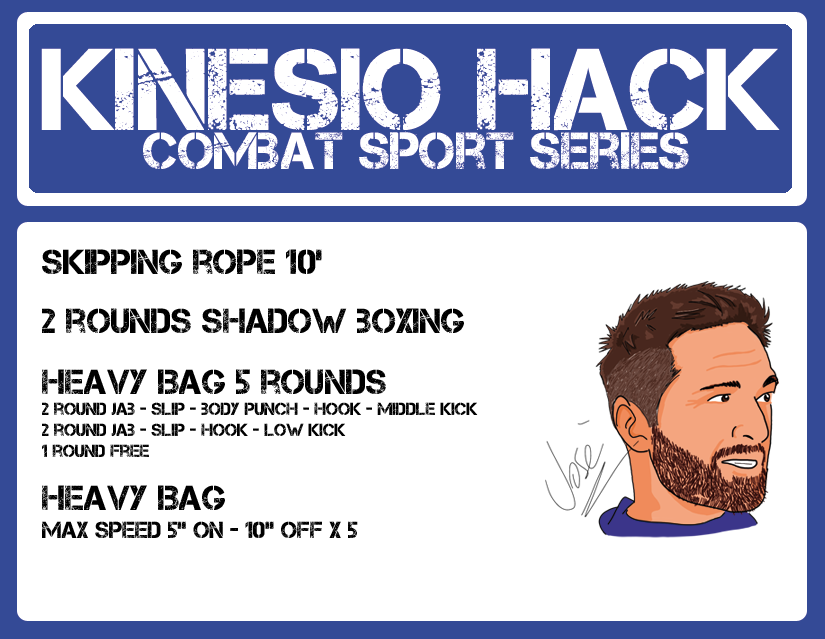 KINESIO HACK
COMBAT SPORT SERIES
SKIPPING ROPE 10'
2 ROUNDS SHADOW BOXING
HEAVY BAG 5 ROUNDS
2 ROUND JAB - SLIP - BODY PUNCH - HOOK - MIDDLE KICK
2 ROUND JAB - SLIP - HOOK - LOW KICK
1 ROUND FREE
José
HEAVY BAG
MAX SPEED 5" ON - 10" OFF X 5